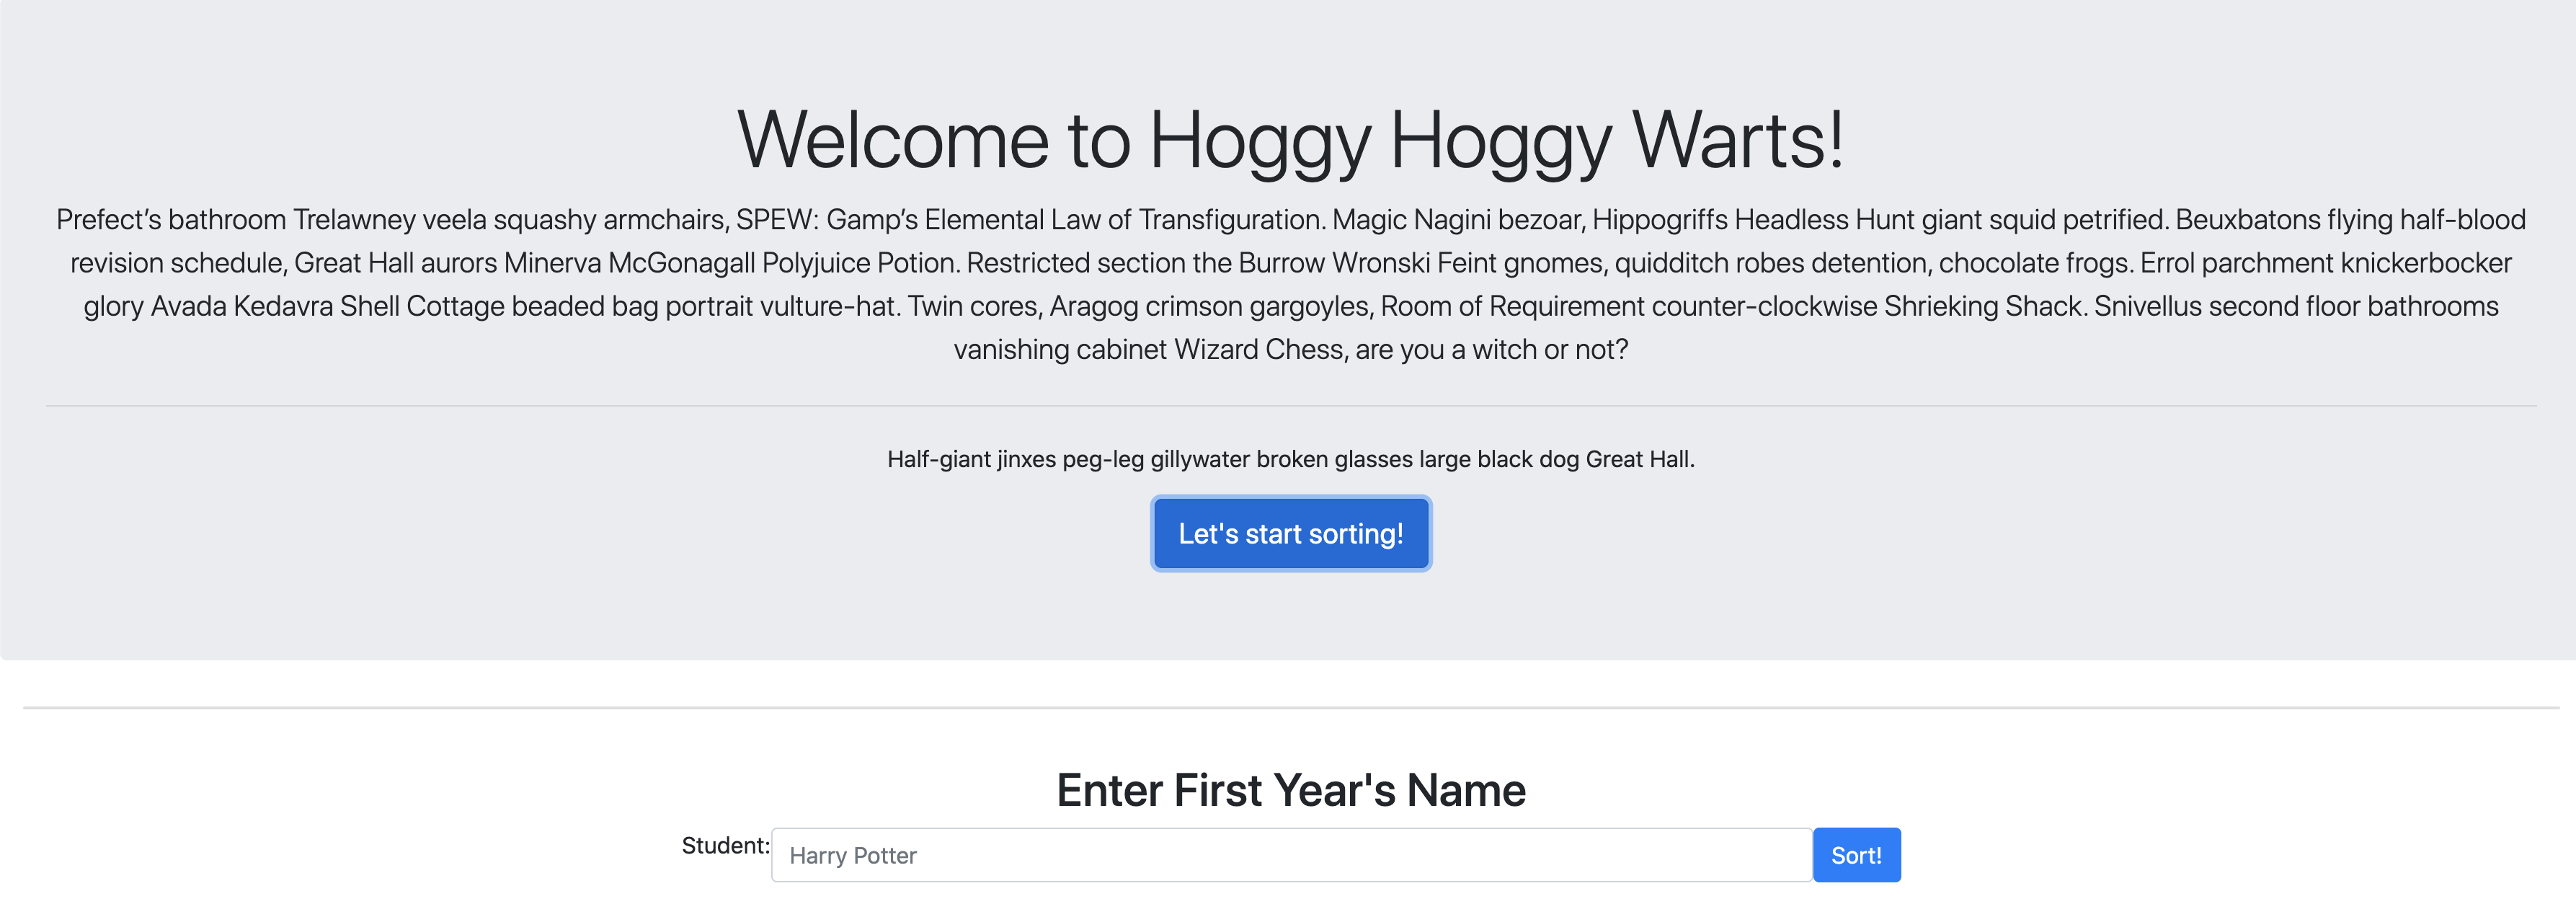 Welcome to Hoggy Hoggy Warts!
Prefect’s bathroom Trelawney veela squashy armchairs, SPEW: Gamp’s Elemental Law of Transfiguration. Magic Nagini bezoar, Hippogriffs Headless Hunt giant squid petrified. Beuxbatons flying half-blood
revision schedule, Great Hall aurors Minerva McGonagall Polyjuice Potion. Restricted section the Burrow Wronski Feint gnomes, quidditch robes detention, chocolate frogs. Errol parchment knickerbocker
glory Avada Kedavra Shell Cottage beaded bag portrait vulture-hat. Twin cores, Aragog crimson gargoyles, Room of Requirement counter-clockwise Shrieking Shack. Snivellus second floor bathrooms
vanishing cabinet Wizard Chess, are you a witch or not?
Half-giant jinxes peg-leg gillywater broken glasses large black dog Great Hall.
Let's start sorting!
Enter First Year's Name
Student: Harry Potter Sort!